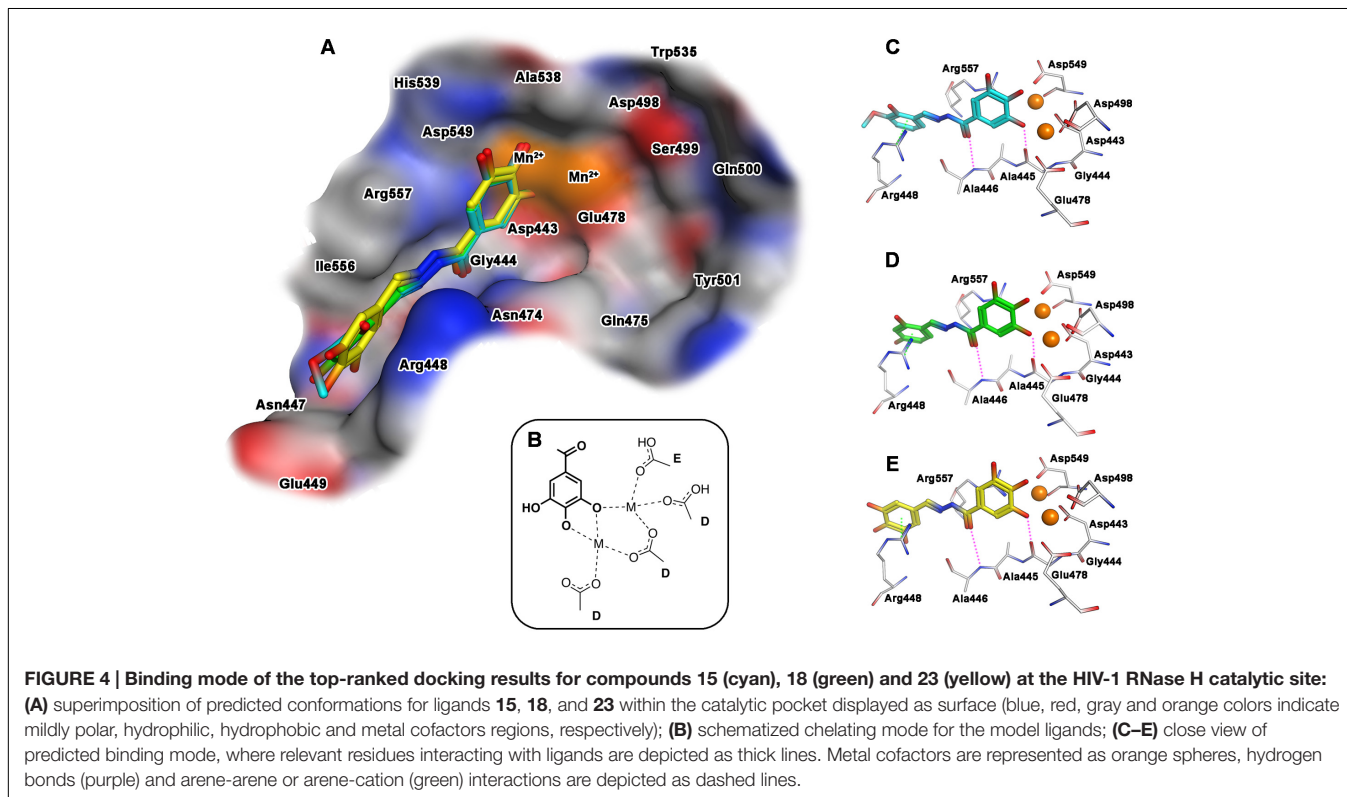 A
Trp535
Ala538
His539
Asp498
Asp549
Ser499
Mn²⁺
Mn²⁺
Gln500
Arg557
Glu478
Asp443
Gly444
Ile556
Tyr501
Asn474
Gln475
Arg448
Asn447
Glu449
B
O
HO
E
O
O
OH
HO
O
M
D
O
M
O
O
O
O
D
D
C
Asp549
Arg557
Asp498
Asp443
Ala445
Gly444
Arg448
Ala446
Glu478
D
Asp549
Arg557
Asp498
Asp443
Ala445
Gly444
Arg448
Ala446
Glu478
E
Asp549
Arg557
Asp498
Asp443
Ala445
Gly444
Glu478
Arg448
Ala446
FIGURE 4 | Binding mode of the top-ranked docking results for compounds 15 (cyan), 18 (green) and 23 (yellow) at the HIV-1 RNase H catalytic site:
(A) superimposition of predicted conformations for ligands 15, 18, and 23 within the catalytic pocket displayed as surface (blue, red, gray and orange colors indicate
mildly polar, hydrophilic, hydrophobic and metal cofactors regions, respectively); (B) schematized chelating mode for the model ligands; (C–E) close view of
predicted binding mode, where relevant residues interacting with ligands are depicted as thick lines. Metal cofactors are represented as orange spheres, hydrogen
bonds (purple) and arene-arene or arene-cation (green) interactions are depicted as dashed lines.